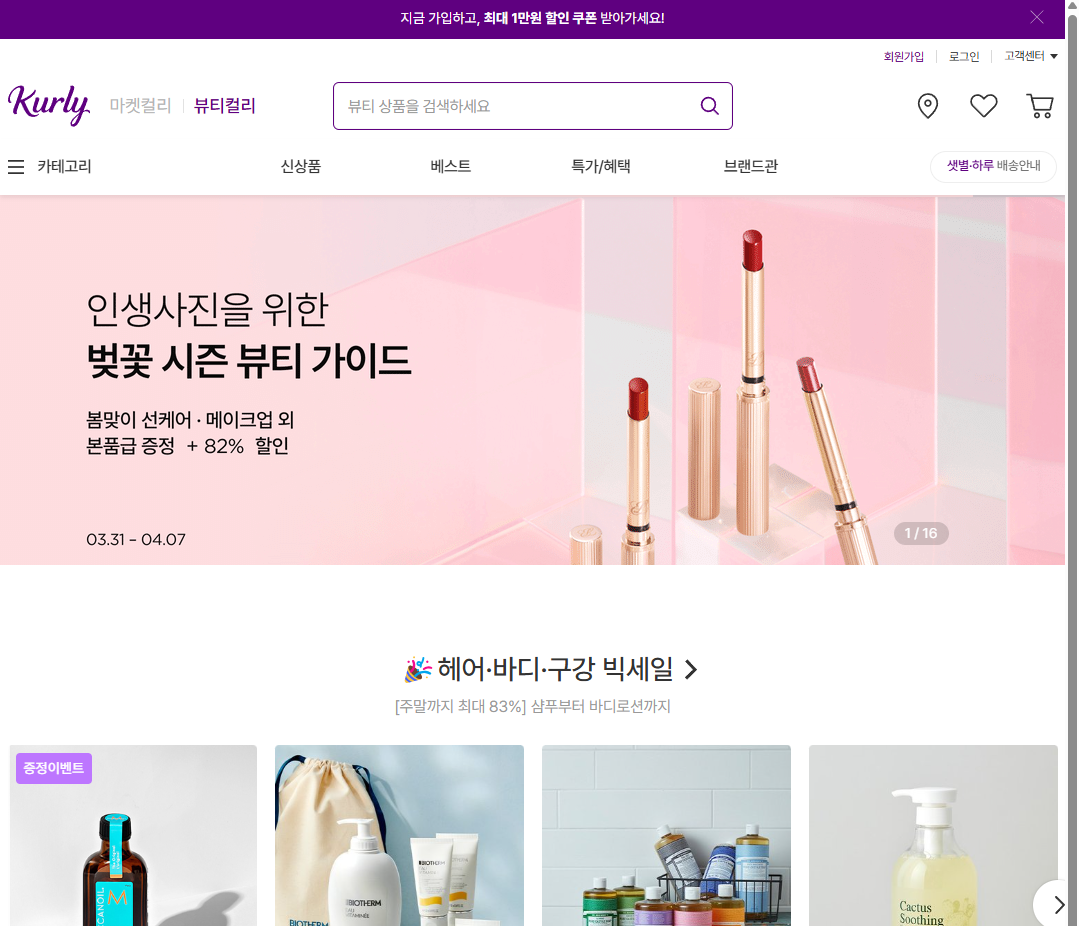 지금 가입하고, 최대 1만원 할인 쿠폰 받아가세요!
회원가입 로그인 고객센터
Kurly 마켓컬리 뷰티컬리 뷰티 상품을 검색하세요
카테고리 신상품 베스트 특가/혜택 브랜드관 샛별·하루 배송안내
인생사진을 위한
벚꽃 시즌 뷰티 가이드
봄맞이 선케어 · 메이크업 외
본품급 증정 + 82% 할인
03.31 – 04.07
1 / 16
헤어·바디·구강 빅세일
[주말까지 최대 83%] 샴푸부터 바디로션까지
증정이벤트
M
BIOTHERM
EAU
VITAMINÉE
BIOTHERM
BIOTHERM
Cactus
Soothing